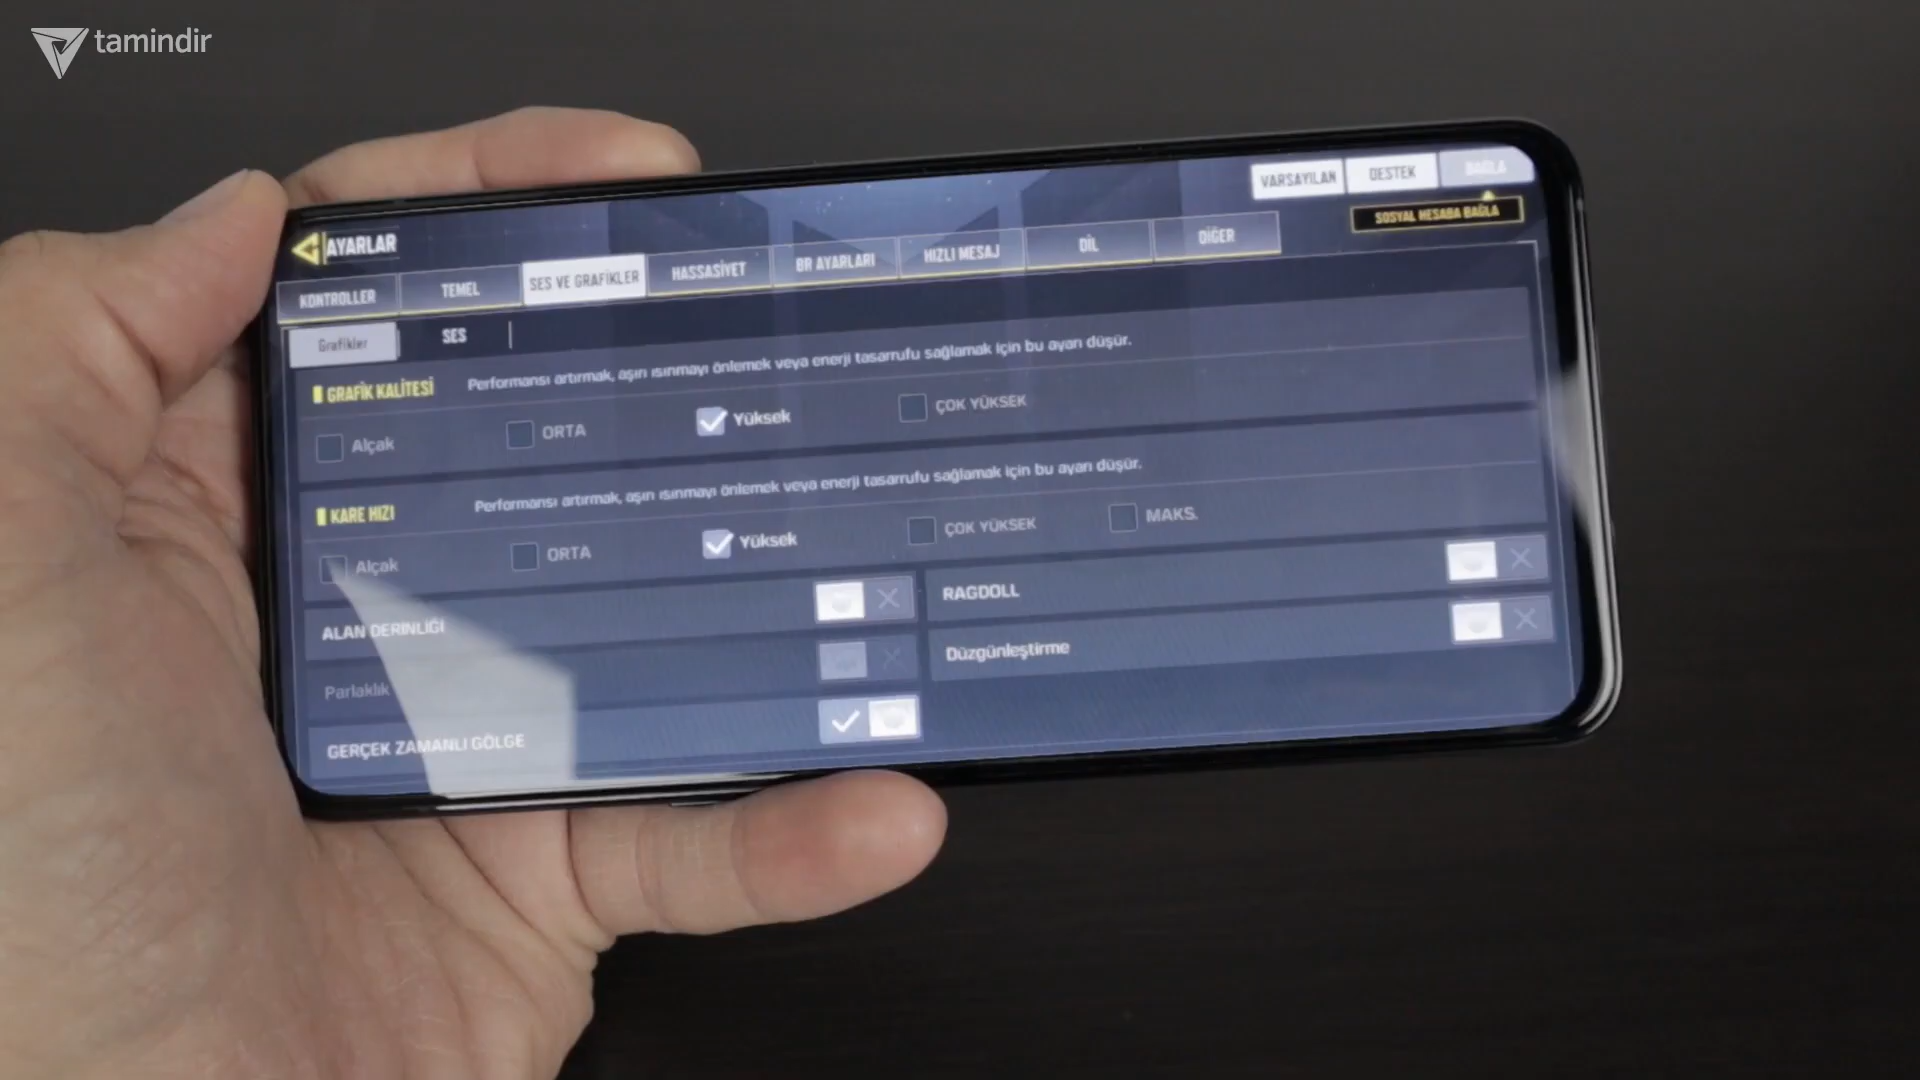 tamindir
VARSAYILAN DESTEK BAĞLA
AYARLAR
SOSYAL HESABA BAĞLA
KONTROLLER TEMEL SES VE GRAFİKLER HASSASİYET BR AYARLARI HIZLI MESAJ DİL DİĞER
Grafikler SES
GRAFİK KALİTESİ Performansı artırmak, aşırı ısınmayı önlemek veya enerji tasarrufu sağlamak için bu ayarı düşür.
Alçak ORTA Yüksek ÇOK YÜKSEK
KARE HIZI Performansı artırmak, aşırı ısınmayı önlemek veya enerji tasarrufu sağlamak için bu ayarı düşür.
Alçak ORTA Yüksek ÇOK YÜKSEK MAKS.
ALAN DERİNLİĞİ RAGDOLL
Parlaklık Düzgünleştirme
GERÇEK ZAMANLI GÖLGE